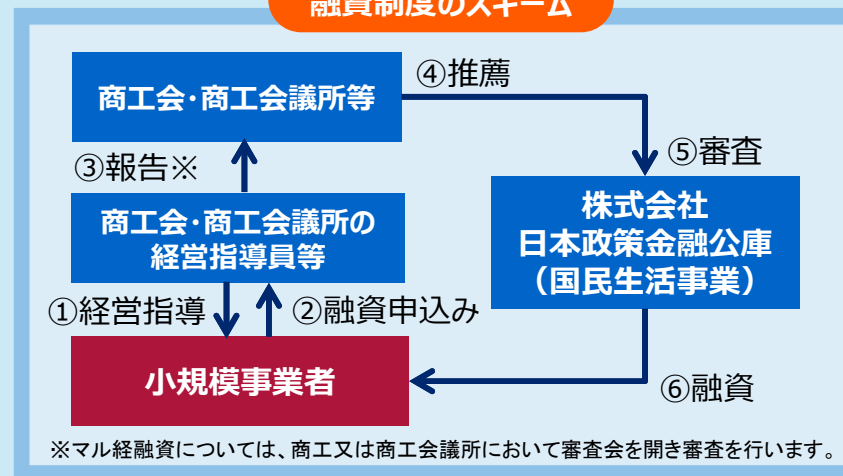 融資制度のスキーム
商工会・商工会議所等
④推薦
③報告※
⑤審査
商工会・商工会議所の
経営指導員等
株式会社
日本政策金融公庫
（国民生活事業）
①経営指導
②融資申込み
小規模事業者
⑥融資
※マル経融資については、商工又は商工会議所において審査会を開き審査を行います。